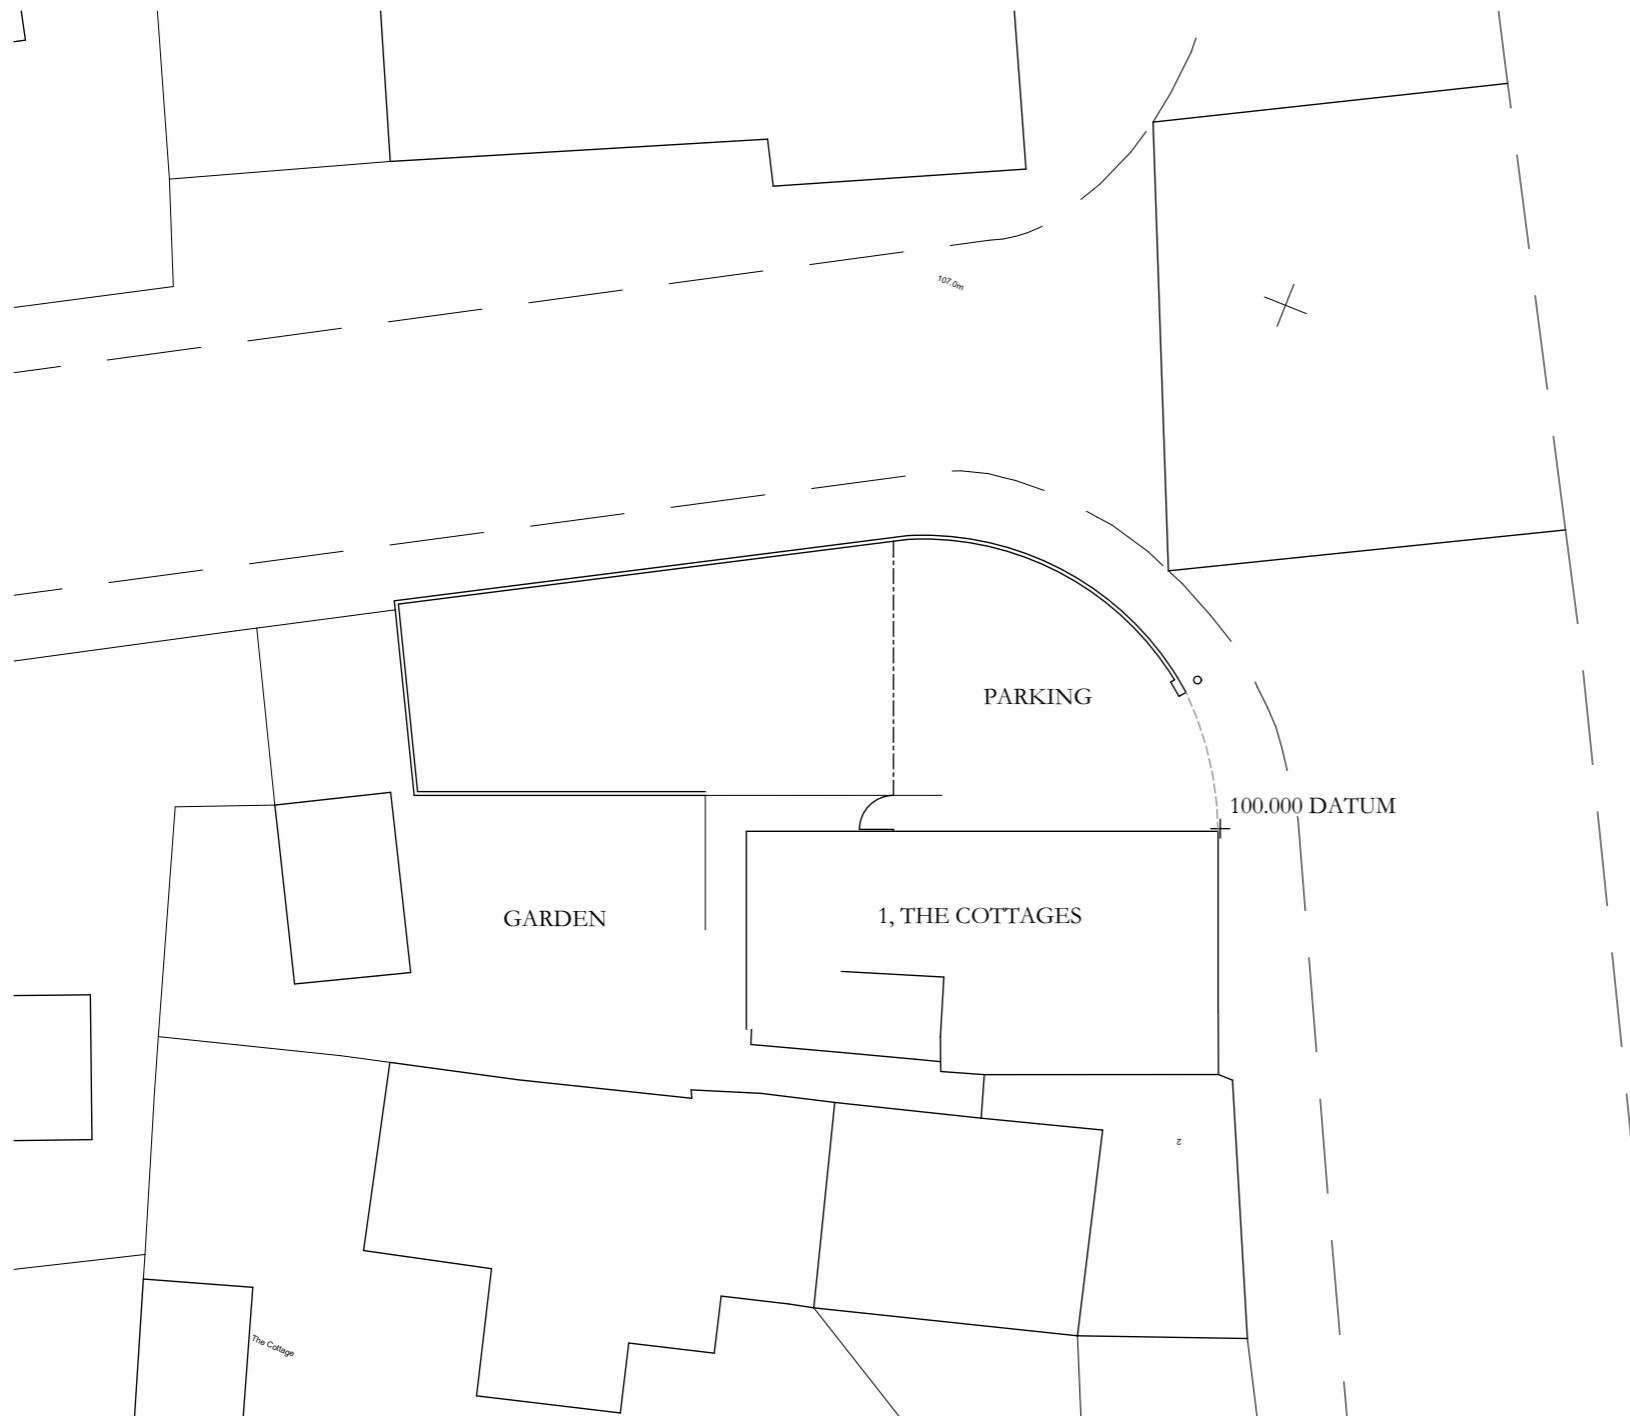 107.0m
PARKING
100.000 DATUM
GARDEN
1, THE COTTAGES
2
The Cottage